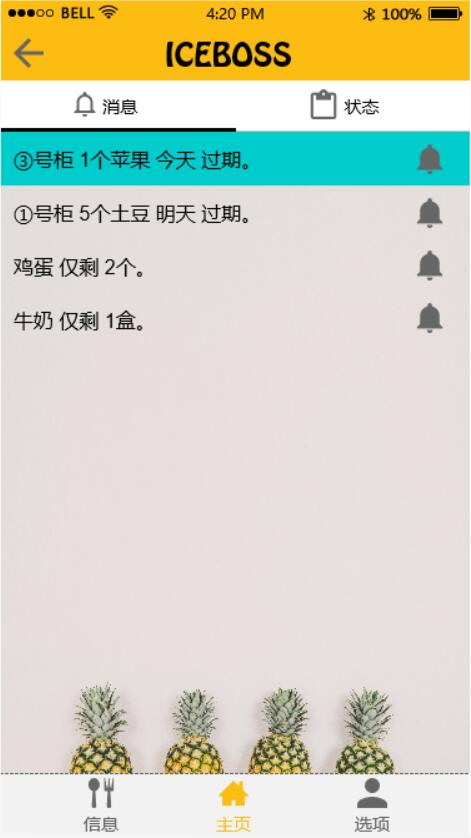 BELL 4:20 PM 100%
ICEBOSS
消息 状态
③号柜 1个苹果 今天 过期。
①号柜 5个土豆 明天 过期。
鸡蛋 仅剩 2个。
牛奶 仅剩 1盒。
信息 主页 选项